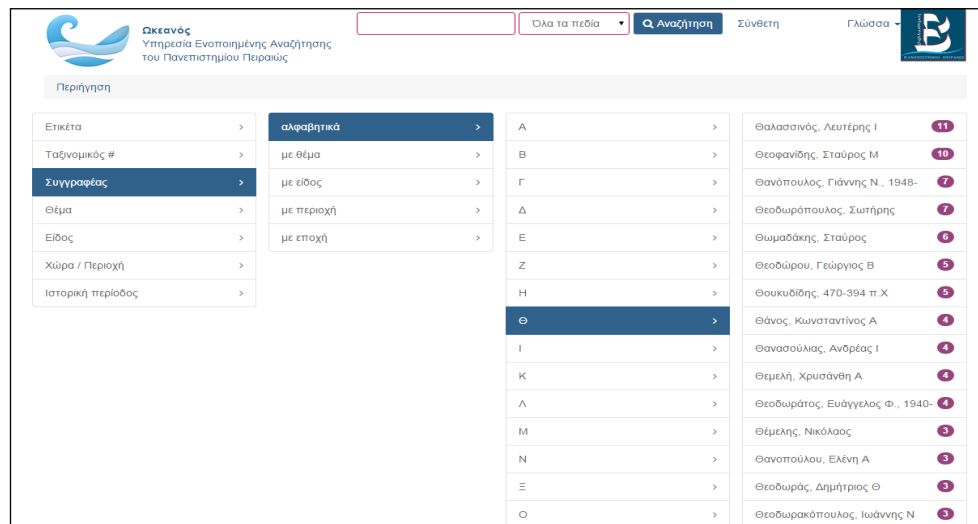 Ωκεανός
Υπηρεσία Ενοποιημένης Αναζήτησης
του Πανεπιστημίου Πειραιώς
Όλα τα πεδία
Αναζήτηση
Σύνθετη
Γλώσσα
Περιήγηση
Ετικέτα
Ταξινομικός #
Συγγραφέας
Θέμα
Είδος
Χώρα / Περιοχή
Ιστορική περίοδος
αλφαβητικά
με θέμα
με είδος
με περιοχή
με εποχή
Α
Β
Γ
Δ
Ε
Ζ
Η
Θ
Ι
Κ
Λ
Μ
Ν
Ξ
Ο
Θαλασσινός, Λευτέρης Ι 11
Θεοφανίδης, Σταύρος Μ 10
Θανόπουλος, Γιάννης Ν., 1948- 7
Θεοδωρόπουλος, Σωτήρης 7
Θωμαδάκης, Σταύρος 6
Θεοδώρου, Γεώργιος Β 5
Θουκυδίδης, 470-394 π.Χ 5
Θάνος, Κωνσταντίνος Α 4
Θανασούλιας, Ανδρέας Ι 4
Θεμελή, Χρυσάνθη Α 4
Θεοδωράτος, Ευάγγελος Φ., 1940- 4
Θέμελης, Νικόλαος 3
Θανοπούλου, Ελένη Α 3
Θεοδωράς, Δημήτριος Θ 3
Θεοδωρακόπουλος, Ιωάννης Ν 3